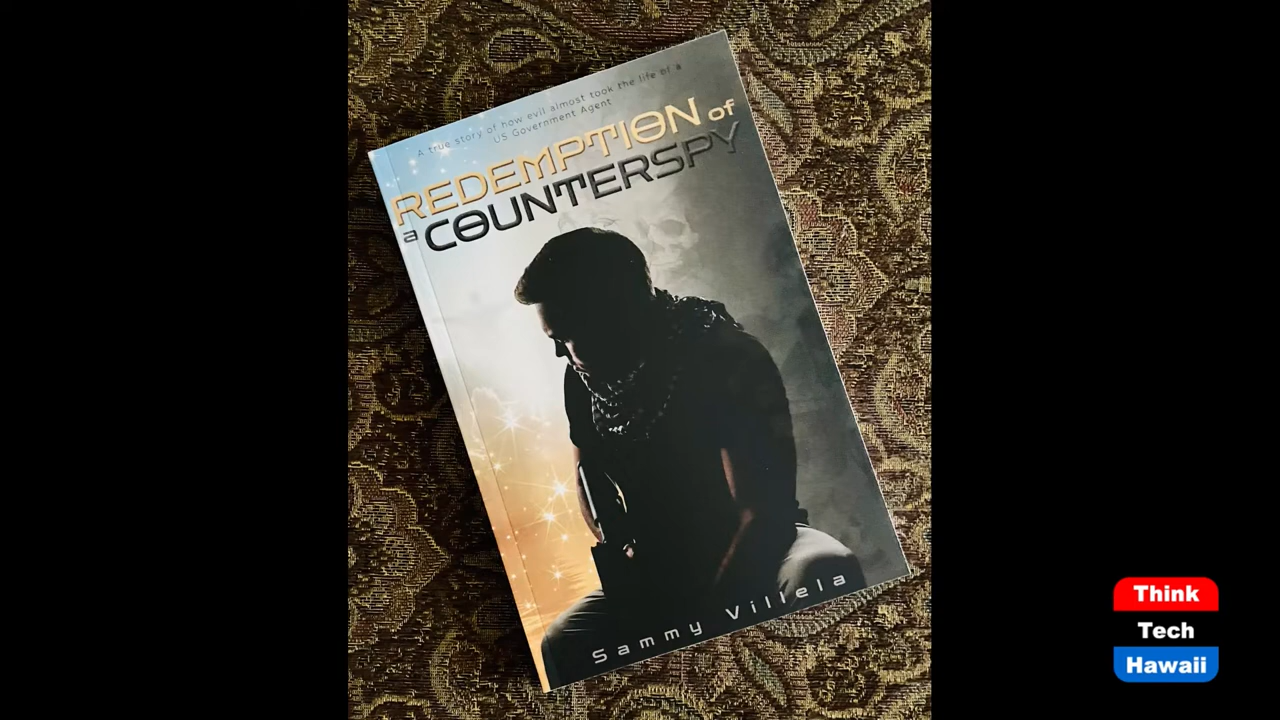 A true story of how evil almost took the life of a
US Government Agent
REDEMPTION of
a COUNTERSPY
Sammy Villela
Think
Tech
Hawaii